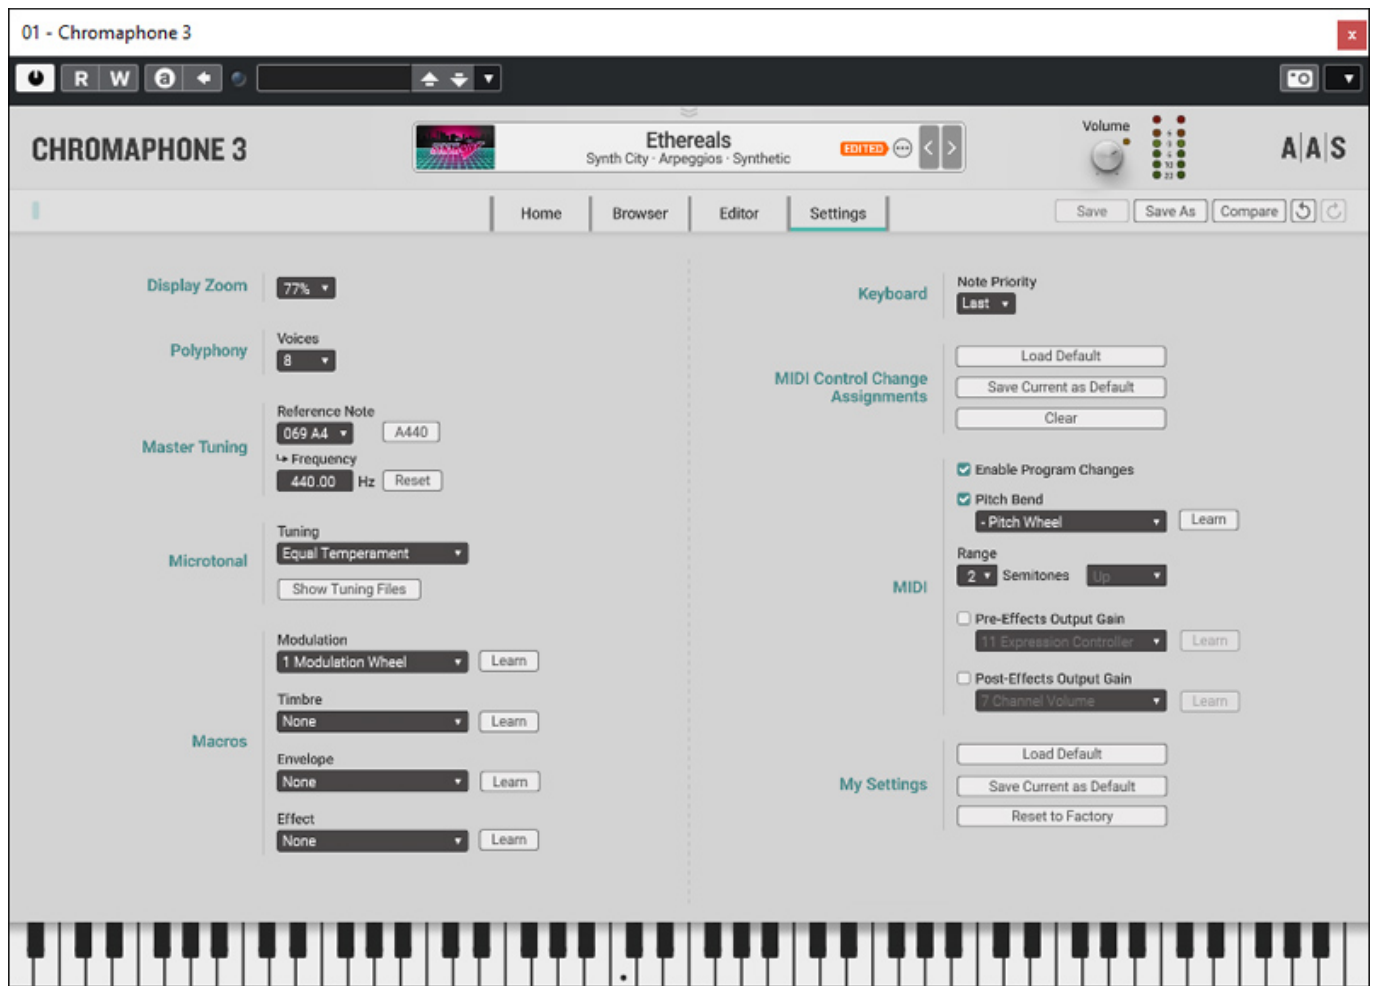 01 - Chromaphone 3
x
R W a
CHROMAPHONE 3
Ethereals
Synth City · Arpeggios · Synthetic
EDITED
Volume
A|A|S
Home
Browser
Editor
Settings
Save
Save As
Compare
Display Zoom
77%
Polyphony
Voices
8
Master Tuning
Reference Note
069 A4
A440
↳ Frequency
440.00 Hz
Reset
Microtonal
Tuning
Equal Temperament
Show Tuning Files
Macros
Modulation
1 Modulation Wheel
Learn
Timbre
None
Learn
Envelope
None
Learn
Effect
None
Learn
Keyboard
Note Priority
Last
MIDI Control Change
Assignments
Load Default
Save Current as Default
Clear
MIDI
Enable Program Changes
Pitch Bend
- Pitch Wheel
Learn
Range
2 Semitones
Up
Pre-Effects Output Gain
11 Expression Controller
Learn
Post-Effects Output Gain
7 Channel Volume
Learn
My Settings
Load Default
Save Current as Default
Reset to Factory